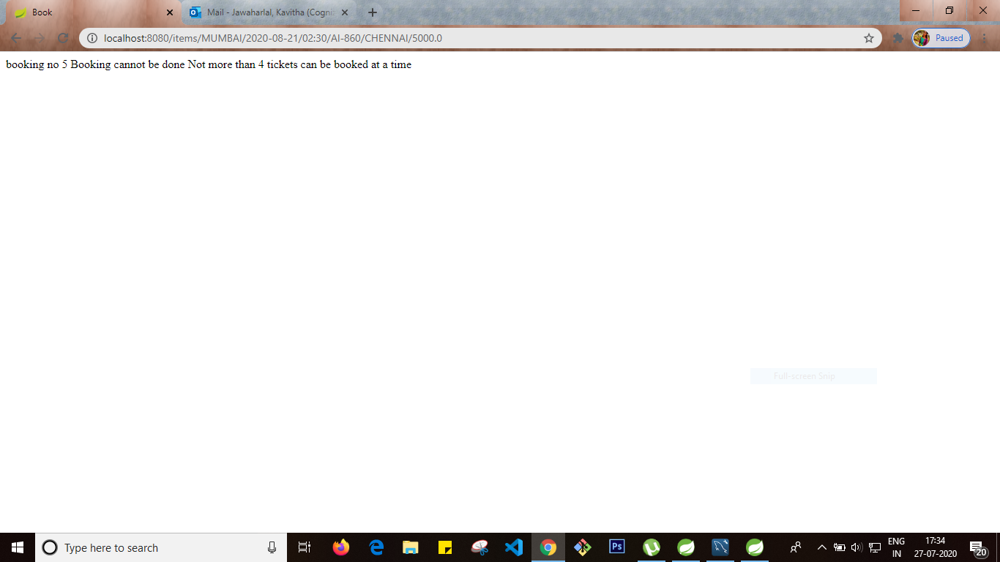 Book
Mail - Jawaharlal, Kavitha (Cogni
localhost:8080/items/MUMBAI/2020-08-21/02:30/AI-860/CHENNAI/5000.0
Paused
booking no 5 Booking cannot be done Not more than 4 tickets can be booked at a time
Full-screen Snip
Type here to search
Ps
ENG
IN
17:34
27-07-2020
20